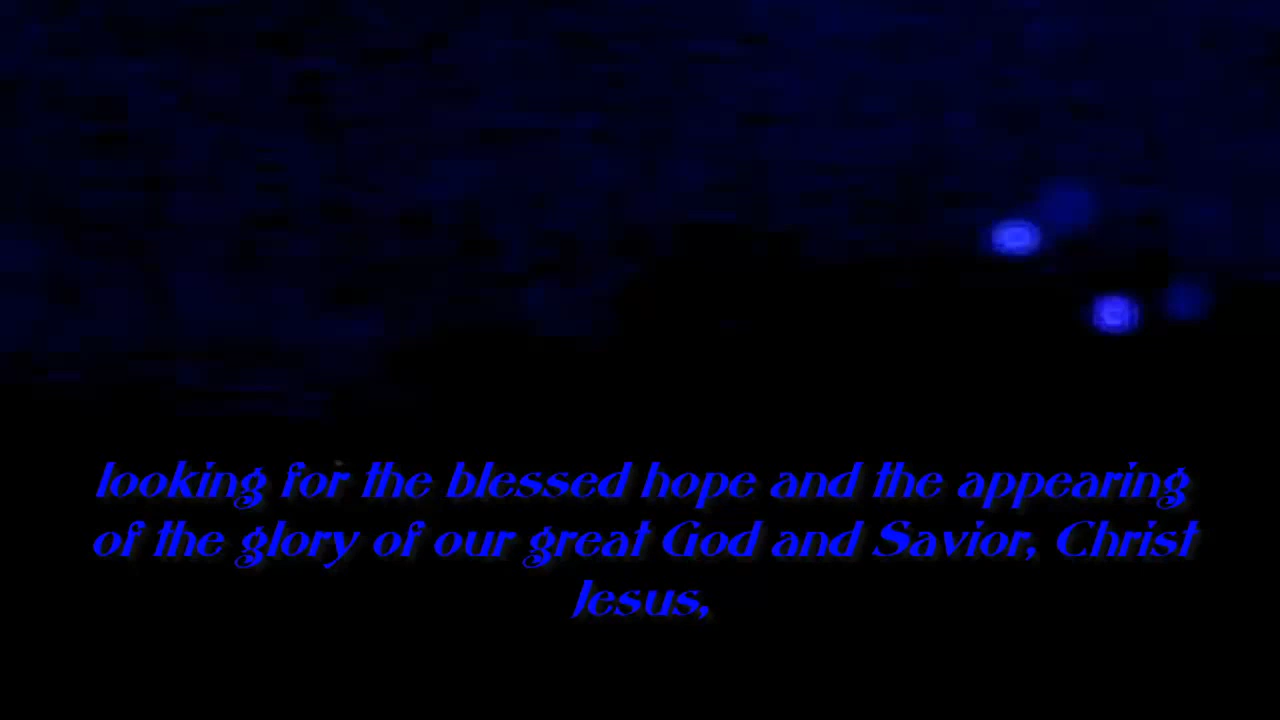 looking for the blessed hope and the appearing
of the glory of our great God and Savior, Christ
Jesus,